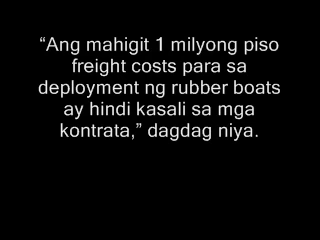 “Ang mahigit 1 milyong piso
freight costs para sa
deployment ng rubber boats
ay hindi kasali sa mga
kontrata,” dagdag niya.